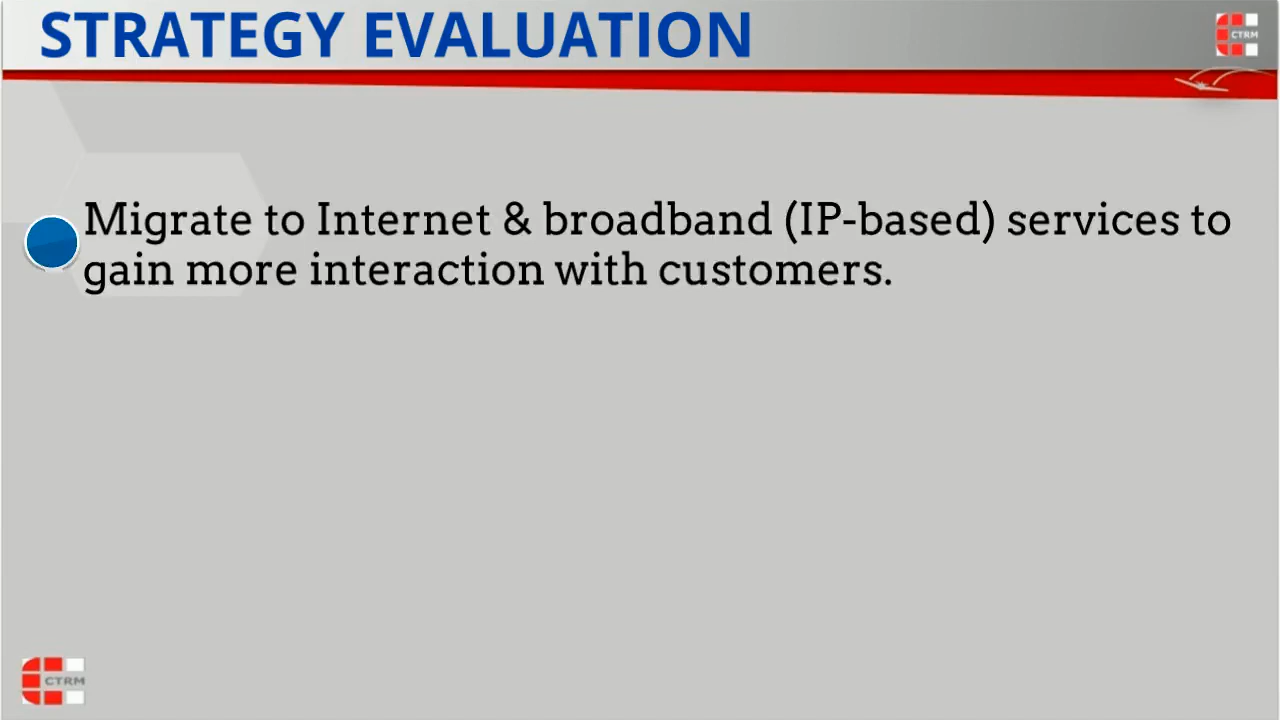 STRATEGY EVALUATION
CTRM
Migrate to Internet & broadband (IP-based) services to
gain more interaction with customers.
CTRM